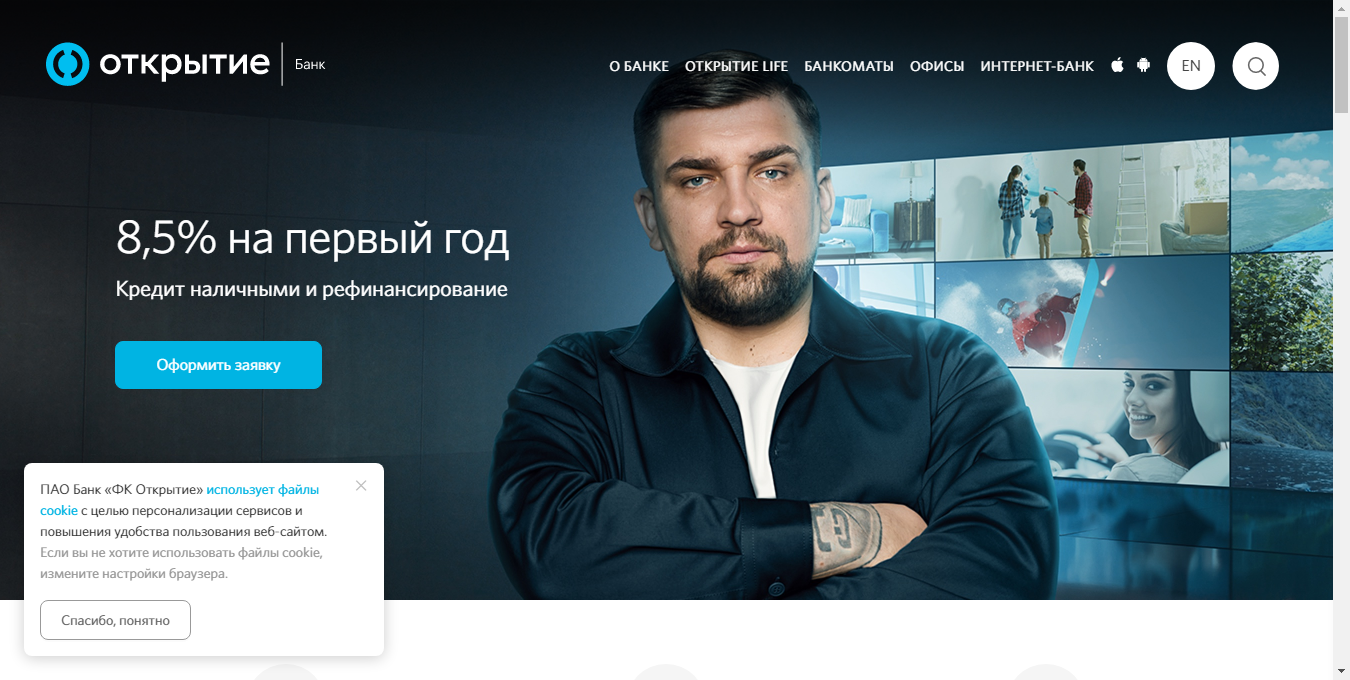 открытие Банк
О БАНКЕ ОТКРЫТИЕ LIFE БАНКОМАТЫ ОФИСЫ ИНТЕРНЕТ-БАНК EN
8,5% на первый год
Кредит наличными и рефинансирование
Оформить заявку
ПАО Банк «ФК Открытие» использует файлы
cookie с целью персонализации сервисов и
повышения удобства пользования веб-сайтом.
Если вы не хотите использовать файлы cookie,
измените настройки браузера.
Спасибо, понятно